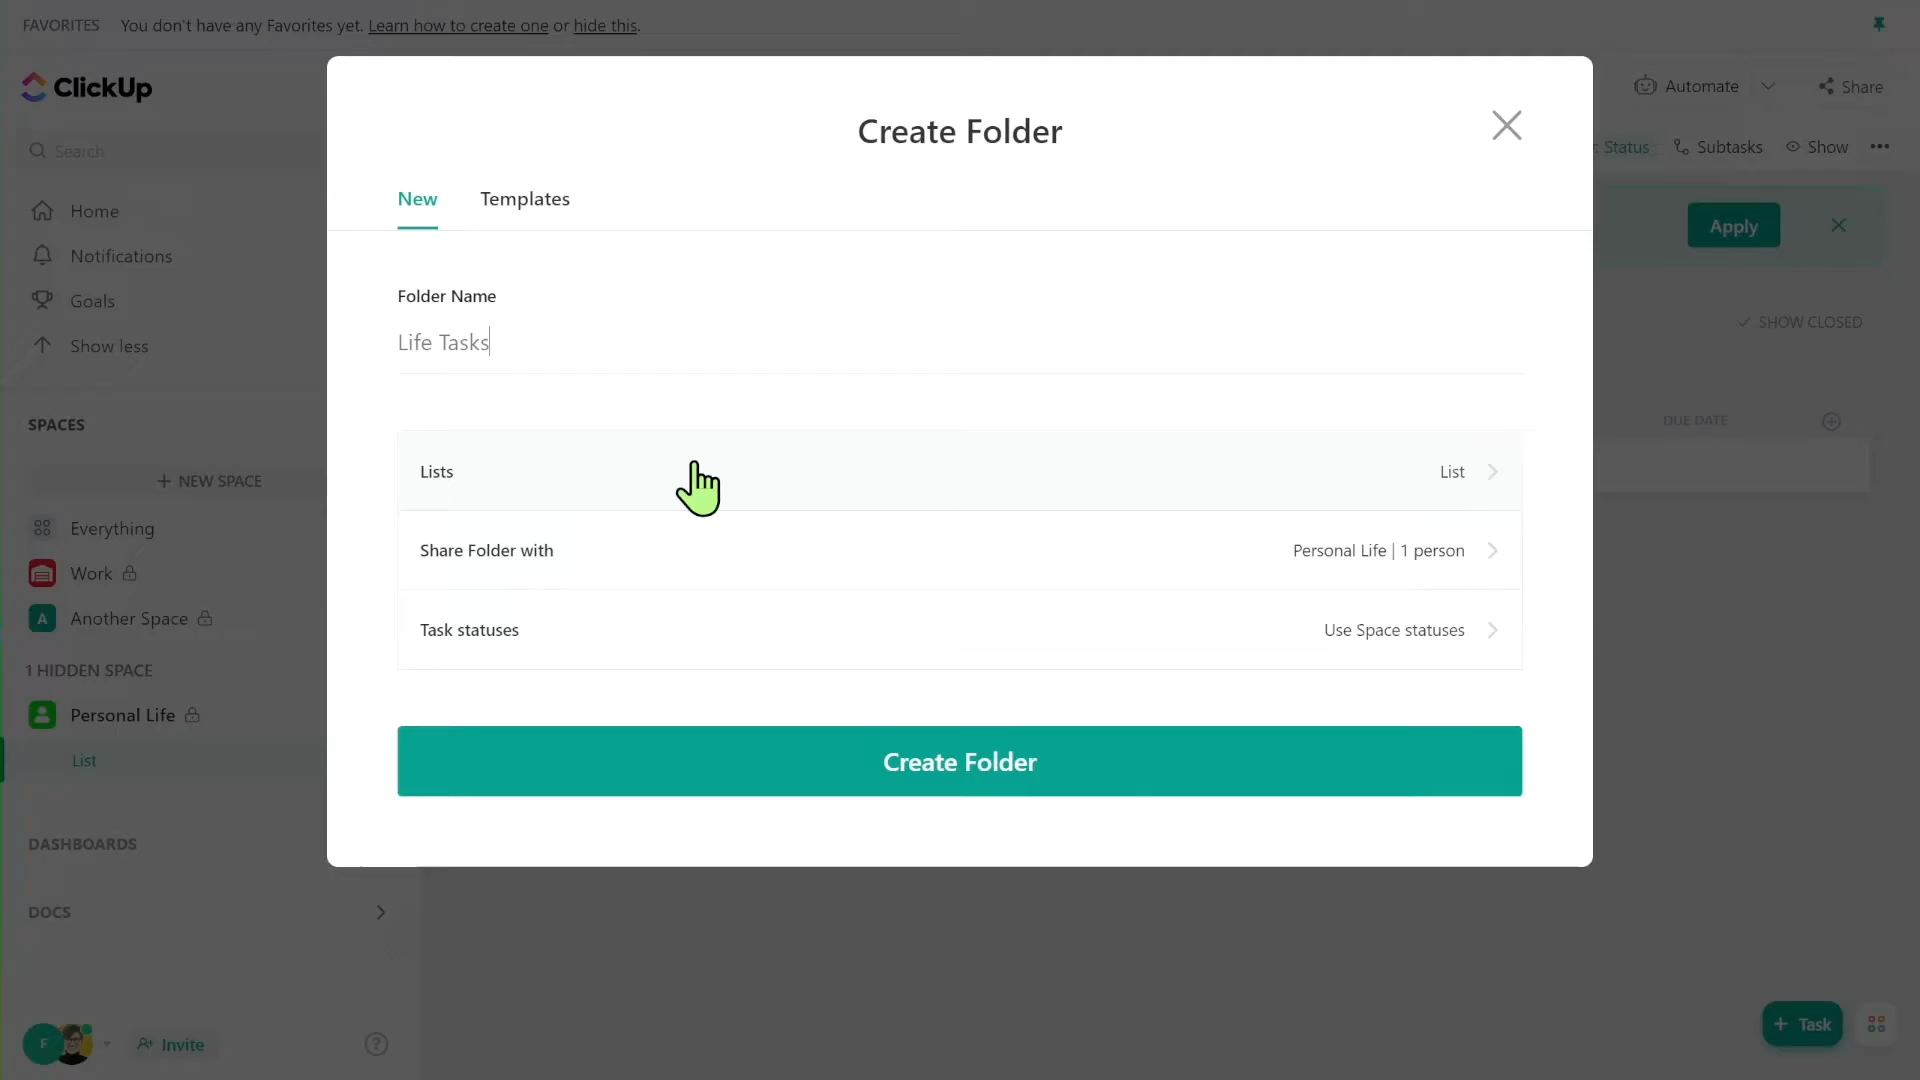 FAVORITES You don't have any Favorites yet. Learn how to create one or hide this.
ClickUp
Automate
Share
Search
: Status
Subtasks
Show
Create Folder
New
Templates
Home
Notifications
Goals
Show less
Apply
Folder Name
Life Tasks
SHOW CLOSED
SPACES
+ NEW SPACE
DUE DATE
Lists
List
Everything
Work
A Another Space
Share Folder with
Personal Life | 1 person
Task statuses
Use Space statuses
1 HIDDEN SPACE
Personal Life
List
Create Folder
DASHBOARDS
DOCS
F
Invite
?
+ Task